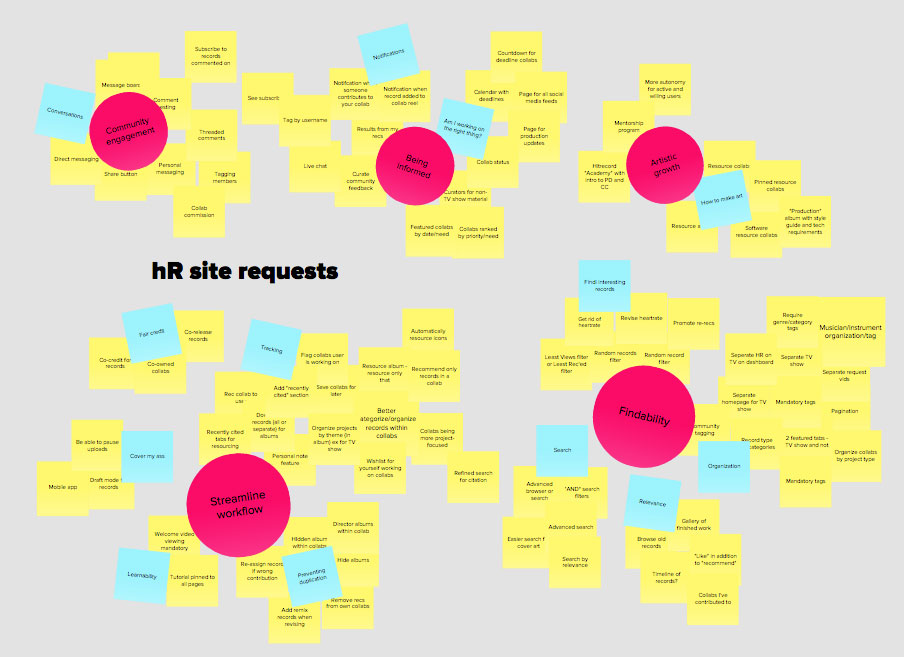 Subscribe to
records
commented on
Message board
Comment
Conversations
Community
engagement
Threaded
comments
Direct messaging
Share button
Personal
messaging
Tagging
members
Collab
commission
Notifications
See subscrib
Tag by username
Live chat
someone
contributes to
your collab
Notification when
record added to
collab reel
Results from my
recs
Curate
community
feedback
Being
informed
Countdown for
deadline collabs
Calendar with
deadlines
Page for all social
media feeds
Am I working on
the right thing?
Page for
production
updates
Collab status
Curators for non-
TV show material
Featured collabs
by date/need
Collabs ranked
by priority/need
More autonomy
for active and
willing users
Mentorship
program
Hitrecord
"Academy" with
intro to PD and
CC
Artistic
growth
Resource collab
How to make art
Pinned resource
collabs
Resource a
Software
resource collabs
"Production"
album with style
guide and tech
requirements
hR site requests
Fair credit
Co-release
records
Co-credit for
records
Co-owned
collabs
Tracking
Flag collabs user
is working on
Rec collab to
use
Add "recently
cited" section
Save collabs for
later
Automatically
resource icons
Resource album -
resource only
that
Recommend only
records in a
collab
records (all or
separate) for
albums
Recently cited
tabs for
resourcing
Organize projects
by theme (in
album) ex for TV
show
Better
categorize/organize
records within
collabs
Collabs being
more project-
focused
Personal note
feature
Wishlist for
yourself working
on collabs
Refined search
for citation
Be able to pause
uploads
Cover my ass
Mobile app
Draft mode
records
Streamline
workflow
Welcome video
viewing
mandatory
Learnability
Tutorial pinned to
all pages
Director albums
within collab
Hidden album
within collab
Re-assign record
if wrong
contribution
Preventing
duplication
Hide albums
Remove recs
from own collabs
Add remix
records when
revising
Find interesting
records
Get rid of
heartrate
Revise heartrate
Promote re-recs
Least Views filter
or Least Rec'ed
filter
Random records
filter
Random record
filter
Findability
Require
genre/category
tags
Musician/instrument
organization/tag
Seperate HR on
TV on dashboard
Seperate TV
show
Separate request
vids
Separate
homepage for TV
show
Mandatory tags
Pagination
tagging
Record type
categories
2 featured tabs -
TV show and not
Organize collabs
by project type
Organization
Mandatory tags
Search
Advanced
browser or
search
"AND" search
filters
Easier search f
cover art
Advanced search
Search by
relevance
Relevance
Gallery of
finished work
Browse old
records
"Like" in addition
to "recommend"
Timeline of
records?
Collabs I've
contributed to